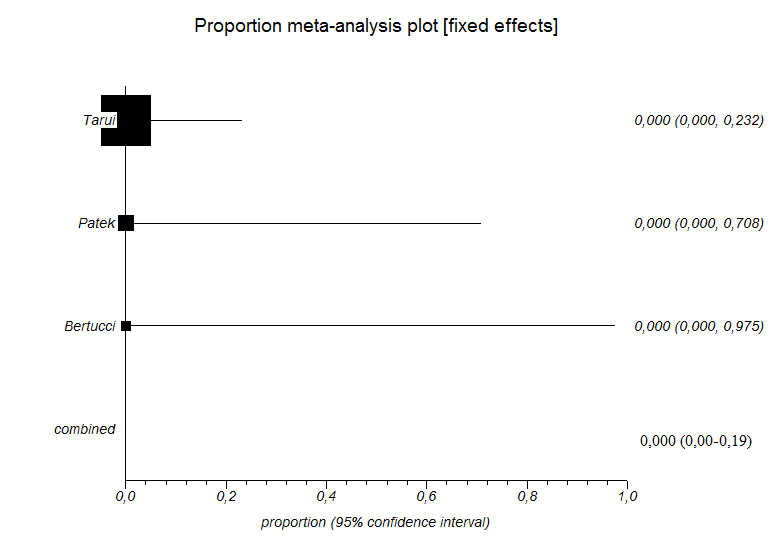 Proportion meta-analysis plot [fixed effects]
Tarui 0,000 (0,000, 0,232)
Patek 0,000 (0,000, 0,708)
Bertucci 0,000 (0,000, 0,975)
combined 0,000 (0,00-0,19)
0,0 0,2 0,4 0,6 0,8 1,0
proportion (95% confidence interval)